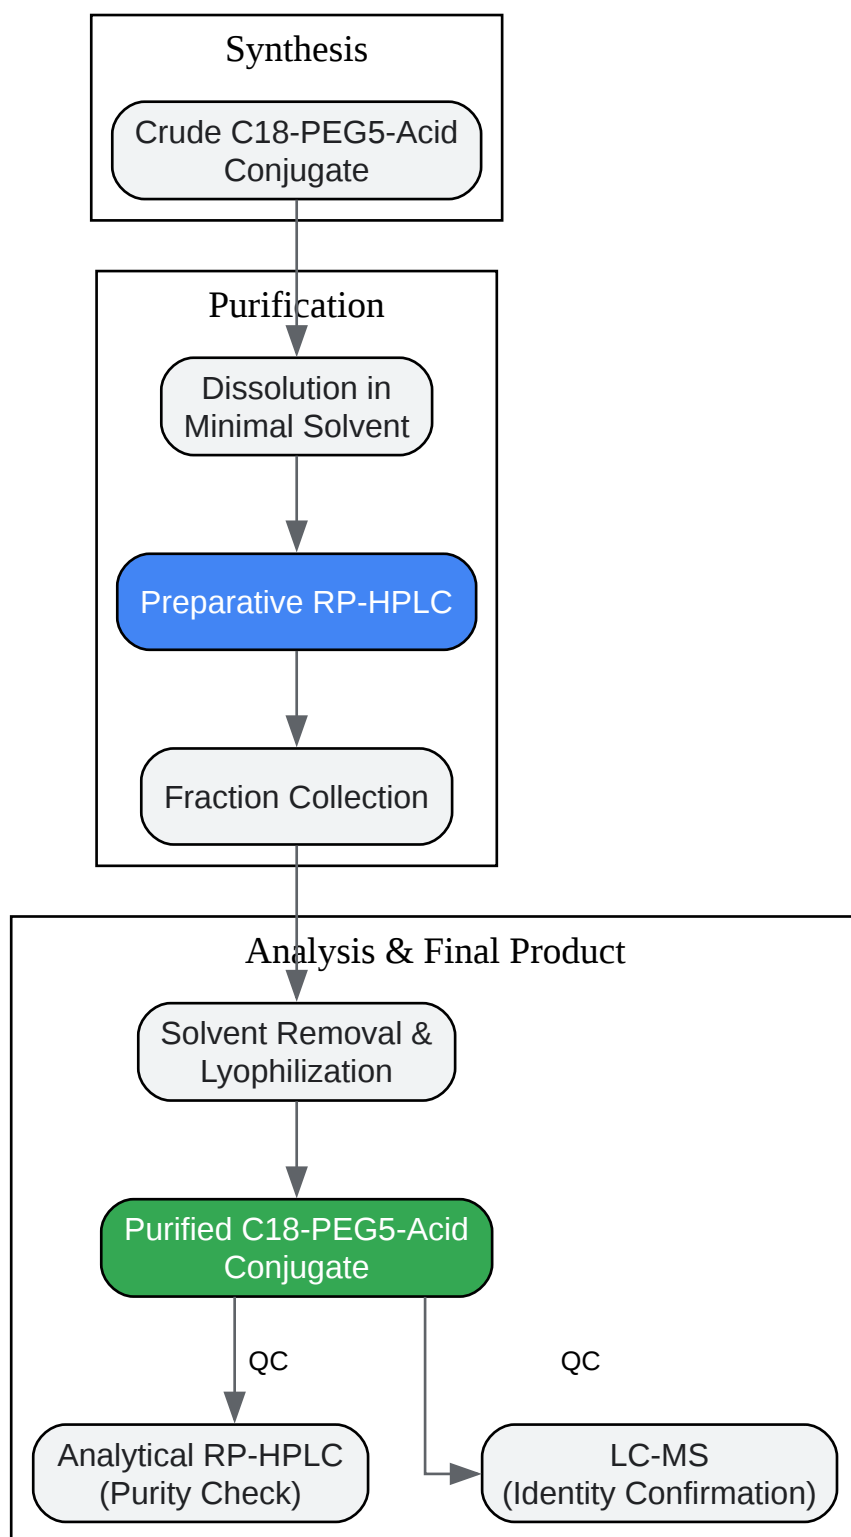 Synthesis
Crude C18-PEG5-Acid
Conjugate
Purification
Dissolution in
Minimal Solvent
Preparative RP-HPLC
Fraction Collection
Analysis & Final Product
Solvent Removal &
Lyophilization
Purified C18-PEG5-Acid
Conjugate
QC
QC
Analytical RP-HPLC
(Purity Check)
LC-MS
(Identity Confirmation)